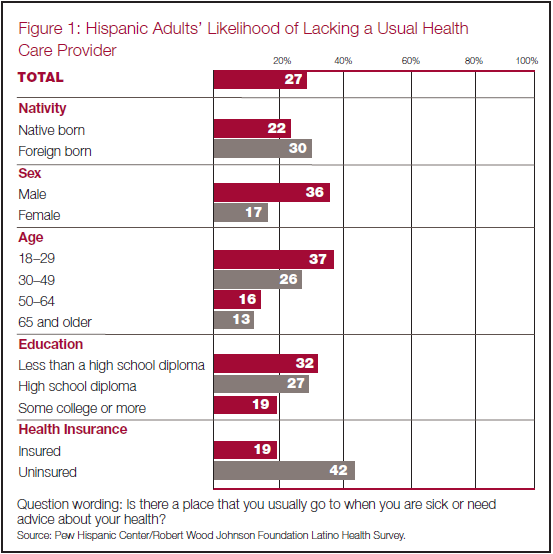 Figure 1: Hispanic Adults’ Likelihood of Lacking a Usual Health
Care Provider
20% 40% 60% 80% 100%
TOTAL 27
Nativity
Native born 22
Foreign born 30
Sex
Male 36
Female 17
Age
18–29 37
30–49 26
50–64 16
65 and older 13
Education
Less than a high school diploma 32
High school diploma 27
Some college or more 19
Health Insurance
Insured 19
Uninsured 42
Question wording: Is there a place that you usually go to when you are sick or need
advice about your health?
Source: Pew Hispanic Center/Robert Wood Johnson Foundation Latino Health Survey.